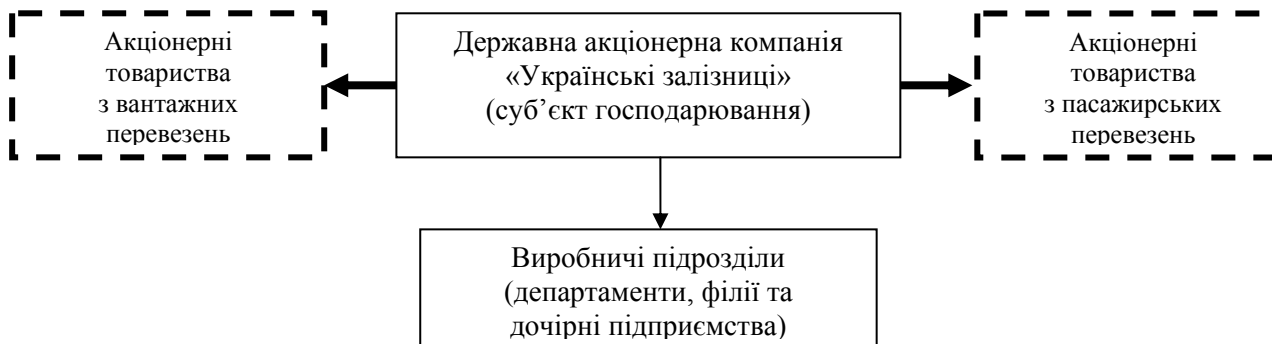 Акціонерні
товариства
з вантажних
перевезень
Державна акціонерна компанія
«Українські залізниці»
(суб’єкт господарювання)
Акціонерні
товариства
з пасажирських
перевезень
Виробничі підрозділи
(департаменти, філії та
дочірні підприємства)